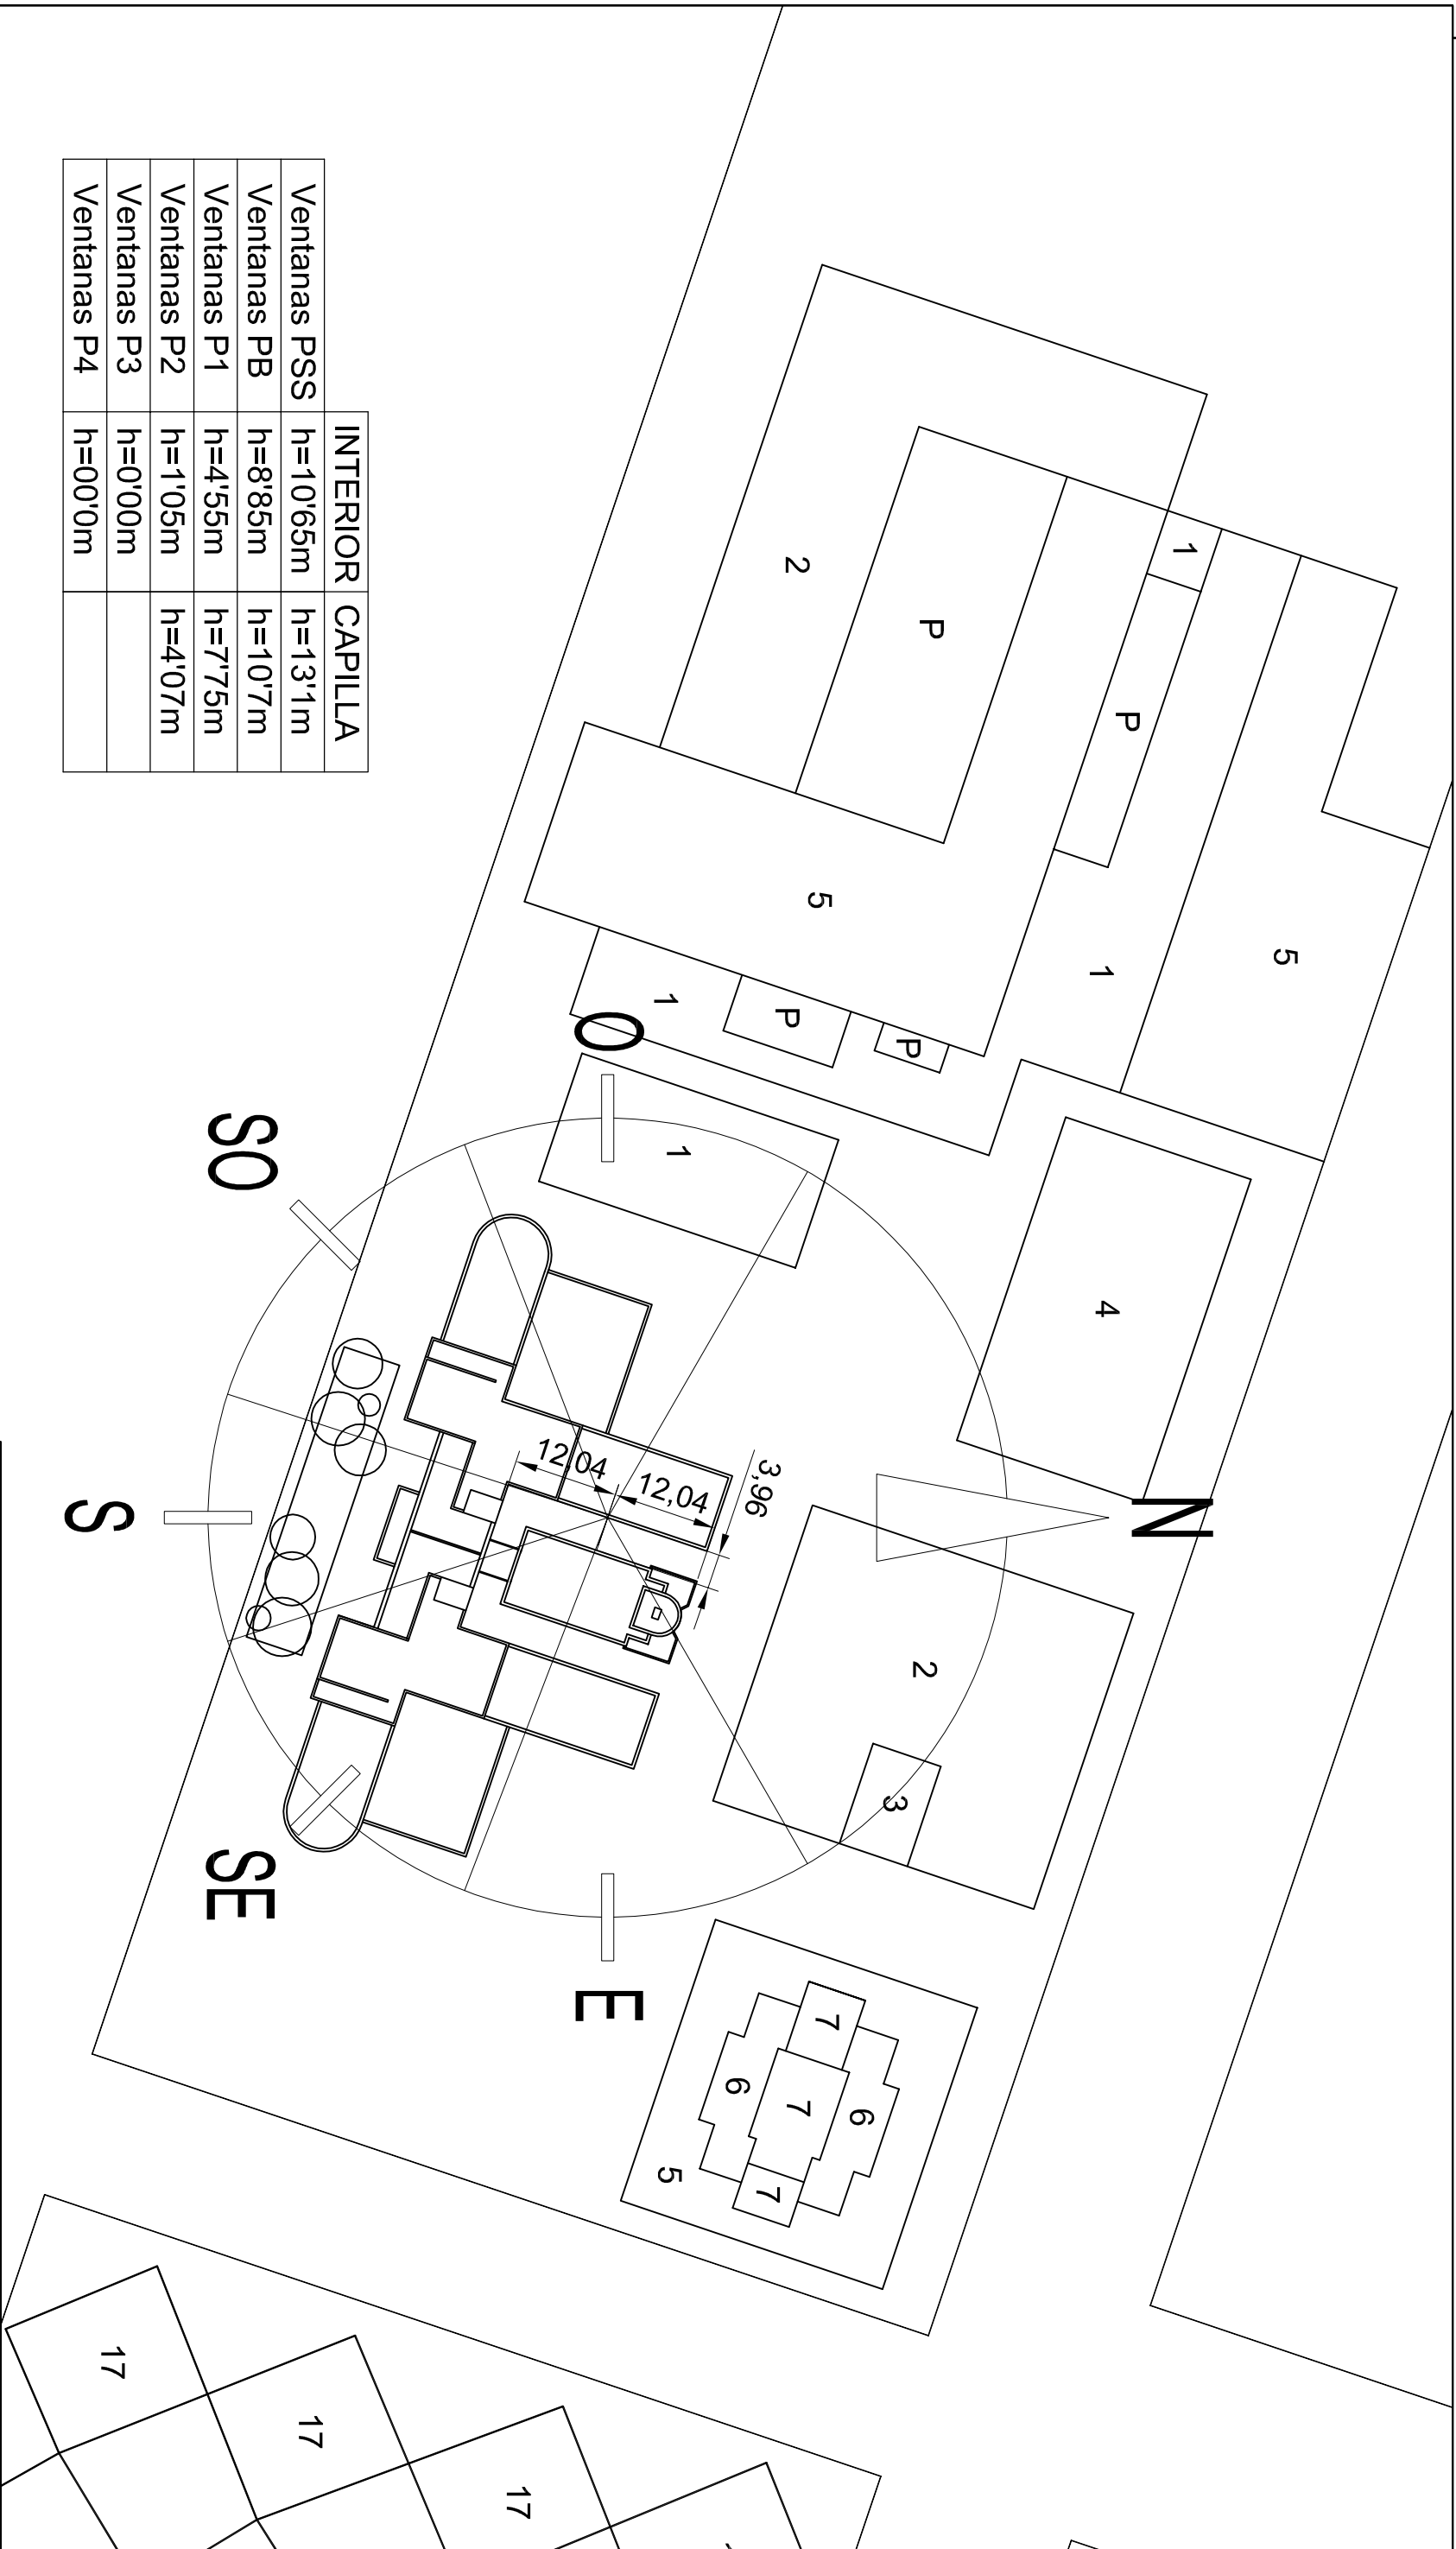 5
1
N
P
1
4
P
P
2
3
6
7
5
2
P
7
7
3,96
6
1
12,04
5
1
O
12,04
E
17
INTERIOR CAPILLA
Ventanas PSS h=10'65m h=13'1m
17
Ventanas PB h=8'85m h=10'7m
Ventanas P1 h=4'55m h=7'75m
Ventanas P2 h=1'05m h=4'07m
Ventanas P3 h=0'00m
Ventanas P4 h=00'0m
SO
SE
17
S